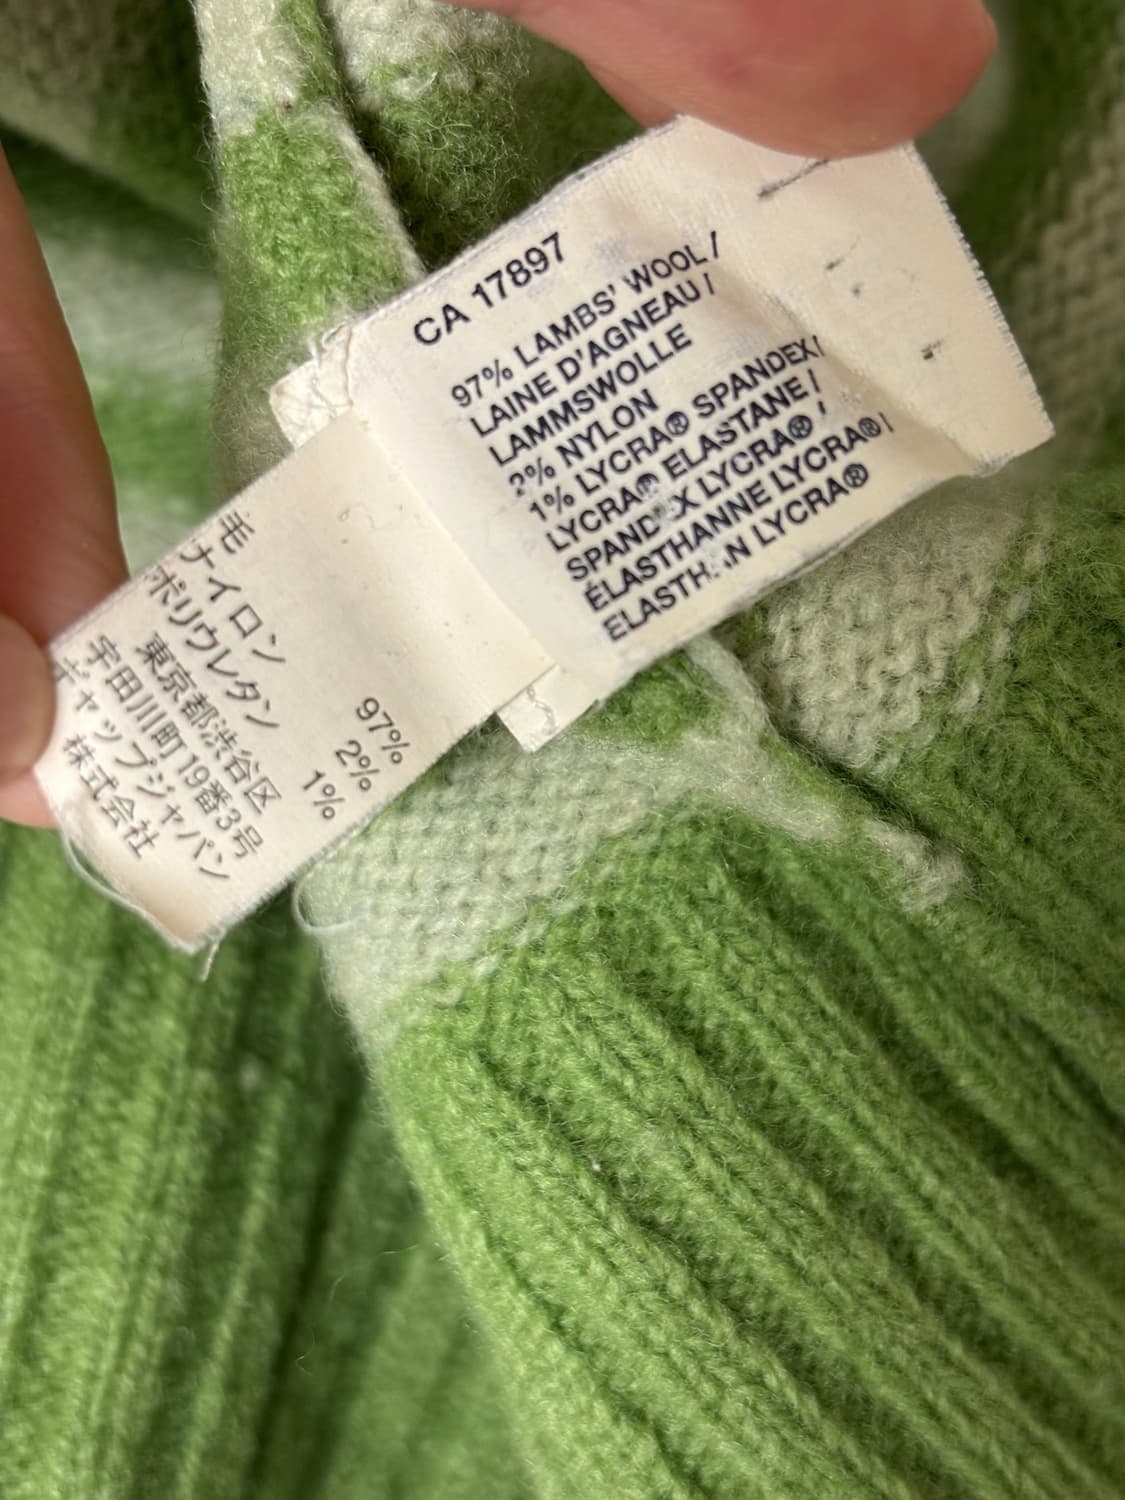 CA 17897
97% LAMBS' WOOL /
LAINE D'AGNEAU /
LAMMSWOLLE
2% NYLON
1% LYCRA® SPANDEX /
LYCRA® ELASTANE /
SPANDEX LYCRA® /
ÉLASTHANNE LYCRA® /
ELASTHAN LYCRA®
毛 97%
ナイロン 2%
ポリウレタン 1%
東京都渋谷区
宇田川町19番3号
ギャップジャパン
株式会社